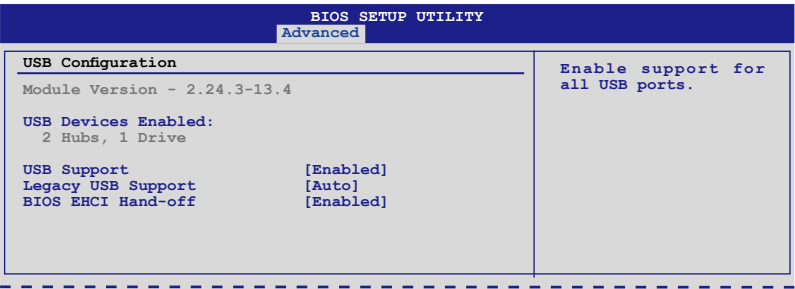 BIOS SETUP UTILITY
Advanced
USB Configuration
Module Version - 2.24.3-13.4
USB Devices Enabled:
2 Hubs, 1 Drive
USB Support [Enabled]
Legacy USB Support [Auto]
BIOS EHCI Hand-off [Enabled]
Enable support for
all USB ports.